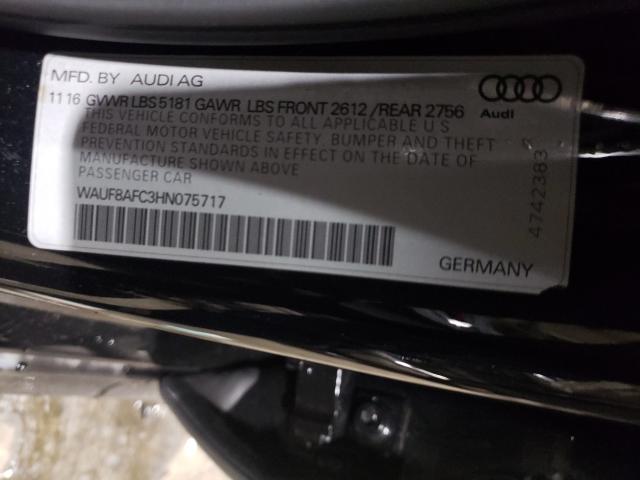 MFD. BY AUDI AG
11 16 GVWR LBS 5181 GAWR LBS FRONT 2612 / REAR 2756
THIS VEHICLE CONFORMS TO ALL APPLICABLE U S
FEDERAL MOTOR VEHICLE SAFETY, BUMPER AND THEFT
PREVENTION STANDARDS IN EFFECT ON THE DATE OF
MANUFACTURE SHOWN ABOVE
PASSENGER CAR
WAUF8AFC3HN075717
Audi
4742383
GERMANY